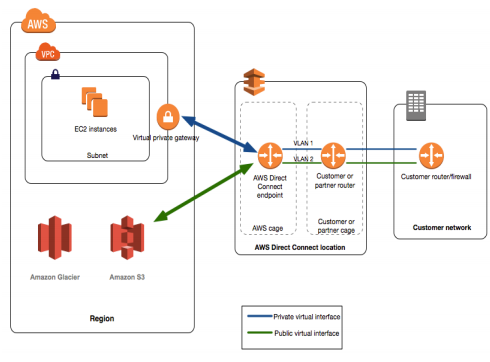 AWS
VPC
EC2 instances
Subnet
Virtual private gateway
Amazon Glacier
Amazon S3
Region
VLAN 1
VLAN 2
AWS Direct
Connect
endpoint
AWS cage
Customer or
partner router
Customer or
partner cage
AWS Direct Connect location
Customer router/firewall
Customer network
Private virtual interface
Public virtual interface